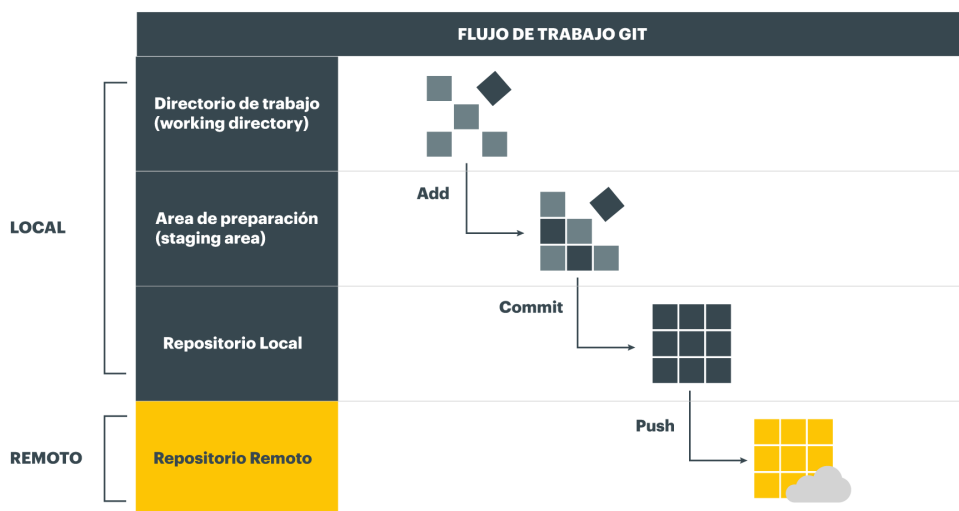 FLUJO DE TRABAJO GIT
Directorio de trabajo
(working directory)
Add
LOCAL
Area de preparación
(staging area)
Commit
Repositorio Local
Push
REMOTO
Repositorio Remoto